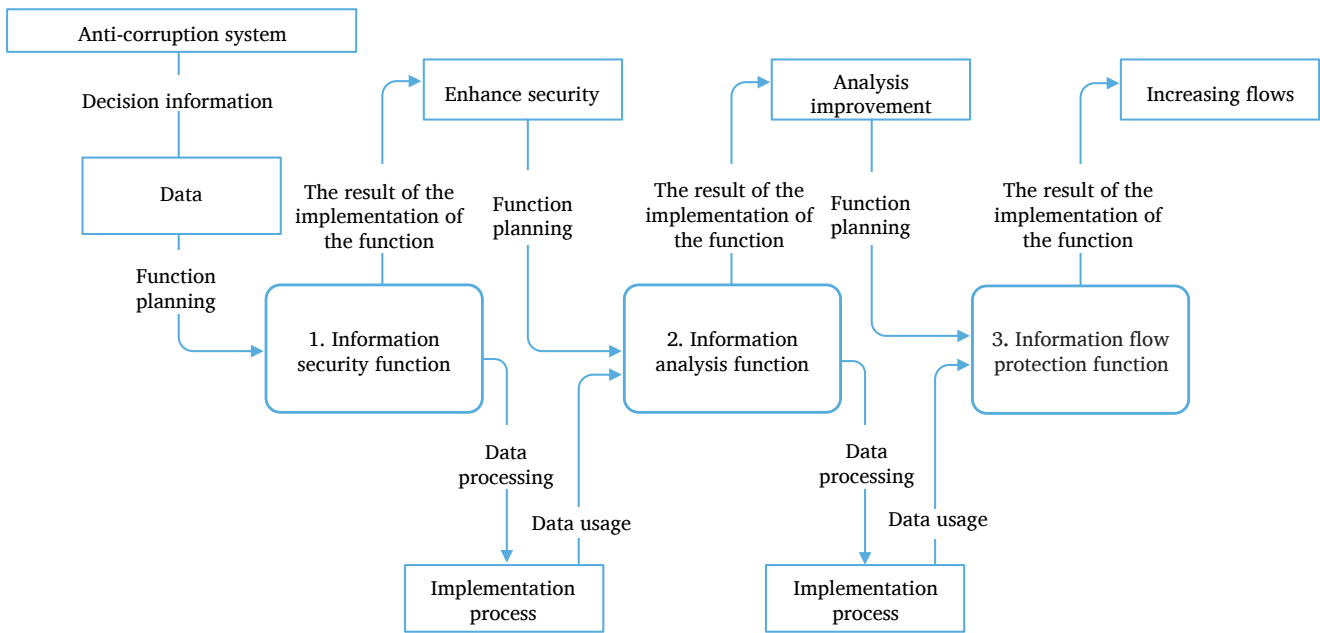 Anti-corruption system
Decision information
Data
Function
planning
The result of the
implementation of
the function
Enhance security
Function
planning
1. Information
security function
Data
processing
Implementation
process
Data usage
The result of the
implementation of
the function
Analysis
improvement
Function
planning
2. Information
analysis function
Data
processing
Implementation
process
Data usage
The result of the
implementation of
the function
Increasing flows
3. Information flow
protection function